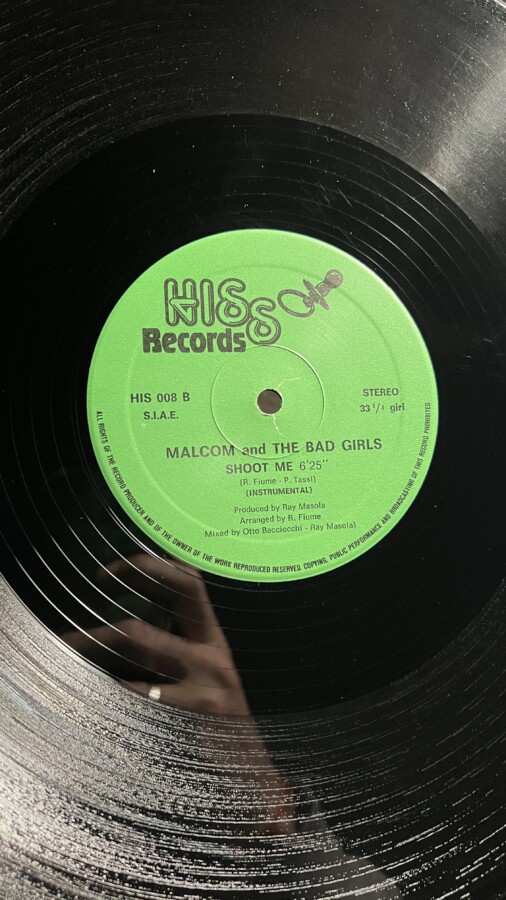 HISS
Records
HIS 008 B
S.I.A.E.
STEREO
33 1/3 girl
MALCOM and THE BAD GIRLS
SHOOT ME 6'25"
(R. Fiume - P. Tassi)
(INSTRUMENTAL)
Produced by Ray Masola
Arranged by R. Fiume
Mixed by Otto Bacciocchi - Ray Masola)
ALL RIGHTS OF THE RECORD PRODUCER AND OF THE OWNER OF THE WORK REPRODUCED RESERVED. COPYING, PUBLIC PERFORMANCE AND BROADCASTING OF THIS RECORD PROHIBITED